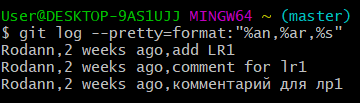 User@DESKTOP-9AS1UJJ MINGW64 ~ (master)
$ git log --pretty=format:"%an,%ar,%s"
Rodann,2 weeks ago,add LR1
Rodann,2 weeks ago,comment for lr1
Rodann,2 weeks ago,комментарий для лр1